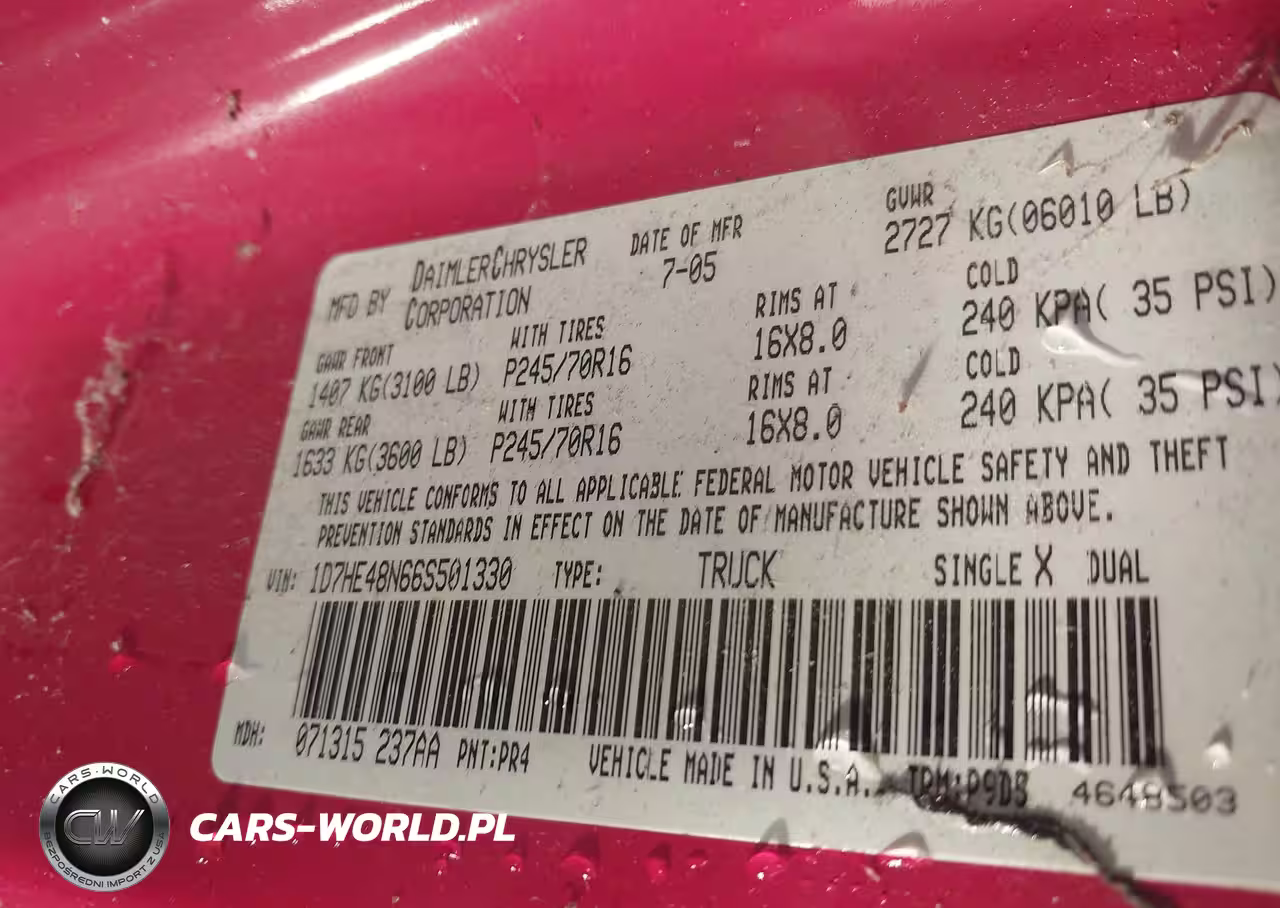 MFD BY DAIMLERCHRYSLER CORPORATION
DATE OF MFR 7-05
GVWR 2727 KG(06010 LB)
GAWR FRONT WITH TIRES RIMS AT COLD
1407 KG(3100 LB) P245/70R16 16X8.0 240 KPA( 35 PSI)
GAWR REAR WITH TIRES RIMS AT COLD
1633 KG(3600 LB) P245/70R16 16X8.0 240 KPA( 35 PSI)
THIS VEHICLE CONFORMS TO ALL APPLICABLE FEDERAL MOTOR VEHICLE SAFETY AND THEFT
PREVENTION STANDARDS IN EFFECT ON THE DATE OF MANUFACTURE SHOWN ABOVE.
VIN: 1D7HE48N66S501330 TYPE: TRUCK SINGLE X DUAL
MDH: 071315 237AA PNT:PR4 VEHICLE MADE IN U.S.A. TRM:P9D8 4648503
CARS-WORLD
CW
BEZPOŚREDNI IMPORT Z USA
CARS-WORLD.PL